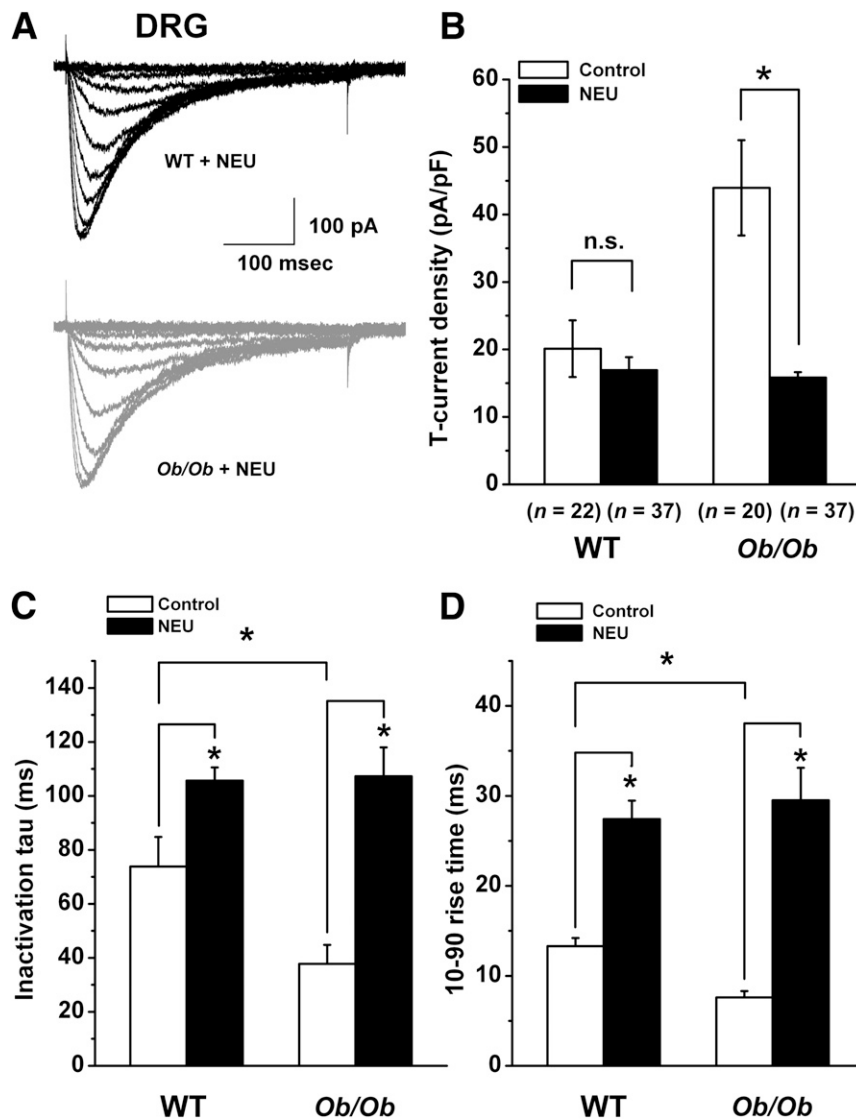 A
DRG
WT + NEU
100 pA
100 msec
Ob/Ob + NEU
B
Control
NEU
T-current density (pA/pF)
60
50
40
30
20
10
0
n.s.
*
(n = 22) (n = 37) (n = 20) (n = 37)
WT Ob/Ob
C
Control
NEU
Inactivation tau (ms)
140
120
100
80
60
40
20
0
*
*
*
WT Ob/Ob
D
Control
NEU
10-90 rise time (ms)
40
30
20
10
0
*
*
*
WT Ob/Ob